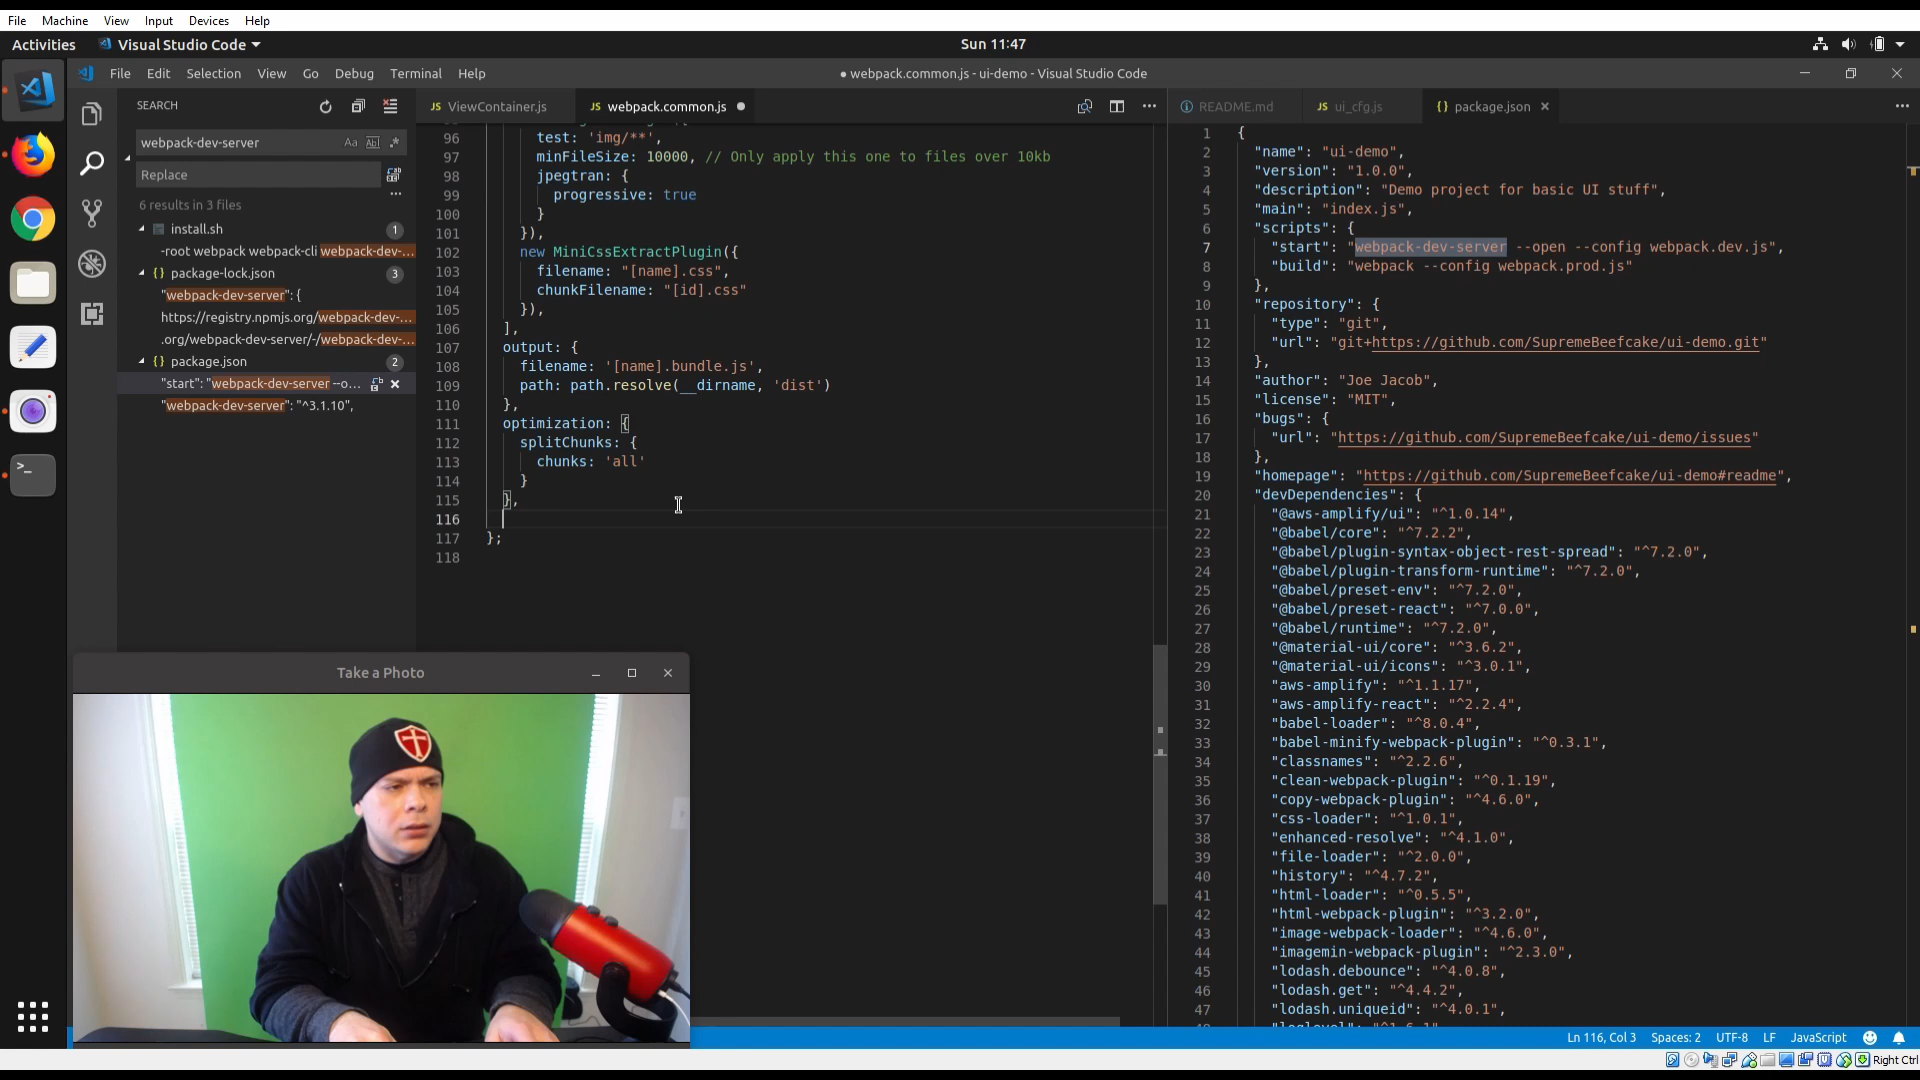 File Machine View Input Devices Help
Activities Visual Studio Code Sun 11:47
File Edit Selection View Go Debug Terminal Help
● webpack.common.js - ui-demo - Visual Studio Code
SEARCH
webpack-dev-server
Aa Abl .*
Replace
6 results in 3 files
install.sh 1
-root webpack webpack-cli webpack-dev-...
{} package-lock.json 3
"webpack-dev-server": {
https://registry.npmjs.org/webpack-dev-...
.org/webpack-dev-server/-/webpack-dev-...
{} package.json 2
"start": "webpack-dev-server --o...
"webpack-dev-server": "^3.1.10",
JS ViewContainer.js
JS webpack.common.js ●
96 test: 'img/**',
97 minFileSize: 10000, // Only apply this one to files over 10kb
98 jpegtran: {
99 progressive: true
100 }
101 }),
102 new MiniCssExtractPlugin({
103 filename: "[name].css",
104 chunkFilename: "[id].css"
105 }),
106 ],
107 output: {
108 filename: '[name].bundle.js',
109 path: path.resolve(__dirname, 'dist')
110 },
111 optimization: {
112 splitChunks: {
113 chunks: 'all'
114 }
115 },
116
117 };
118
README.md
JS ui_cfg.js
{} package.json
1 {
2 "name": "ui-demo",
3 "version": "1.0.0",
4 "description": "Demo project for basic UI stuff",
5 "main": "index.js",
6 "scripts": {
7 "start": "webpack-dev-server --open --config webpack.dev.js",
8 "build": "webpack --config webpack.prod.js"
9 },
10 "repository": {
11 "type": "git",
12 "url": "git+https://github.com/SupremeBeefcake/ui-demo.git"
13 },
14 "author": "Joe Jacob",
15 "license": "MIT",
16 "bugs": {
17 "url": "https://github.com/SupremeBeefcake/ui-demo/issues"
18 },
19 "homepage": "https://github.com/SupremeBeefcake/ui-demo#readme",
20 "devDependencies": {
21 "@aws-amplify/ui": "^1.0.14",
22 "@babel/core": "^7.2.2",
23 "@babel/plugin-syntax-object-rest-spread": "^7.2.0",
24 "@babel/plugin-transform-runtime": "^7.2.0",
25 "@babel/preset-env": "^7.2.0",
26 "@babel/preset-react": "^7.0.0",
27 "@babel/runtime": "^7.2.0",
28 "@material-ui/core": "^3.6.2",
29 "@material-ui/icons": "^3.0.1",
30 "aws-amplify": "^1.1.17",
31 "aws-amplify-react": "^2.2.4",
32 "babel-loader": "^8.0.4",
33 "babel-minify-webpack-plugin": "^0.3.1",
34 "classnames": "^2.2.6",
35 "clean-webpack-plugin": "^0.1.19",
36 "copy-webpack-plugin": "^4.6.0",
37 "css-loader": "^1.0.1",
38 "enhanced-resolve": "^4.1.0",
39 "file-loader": "^2.0.0",
40 "history": "^4.7.2",
41 "html-loader": "^0.5.5",
42 "html-webpack-plugin": "^3.2.0",
43 "image-webpack-loader": "^4.6.0",
44 "imagemin-webpack-plugin": "^2.3.0",
45 "lodash.debounce": "^4.0.8",
46 "lodash.get": "^4.4.2",
47 "lodash.uniqueid": "^4.0.1",
Take a Photo
Ln 116, Col 3 Spaces: 2 UTF-8 LF JavaScript
Right Ctrl